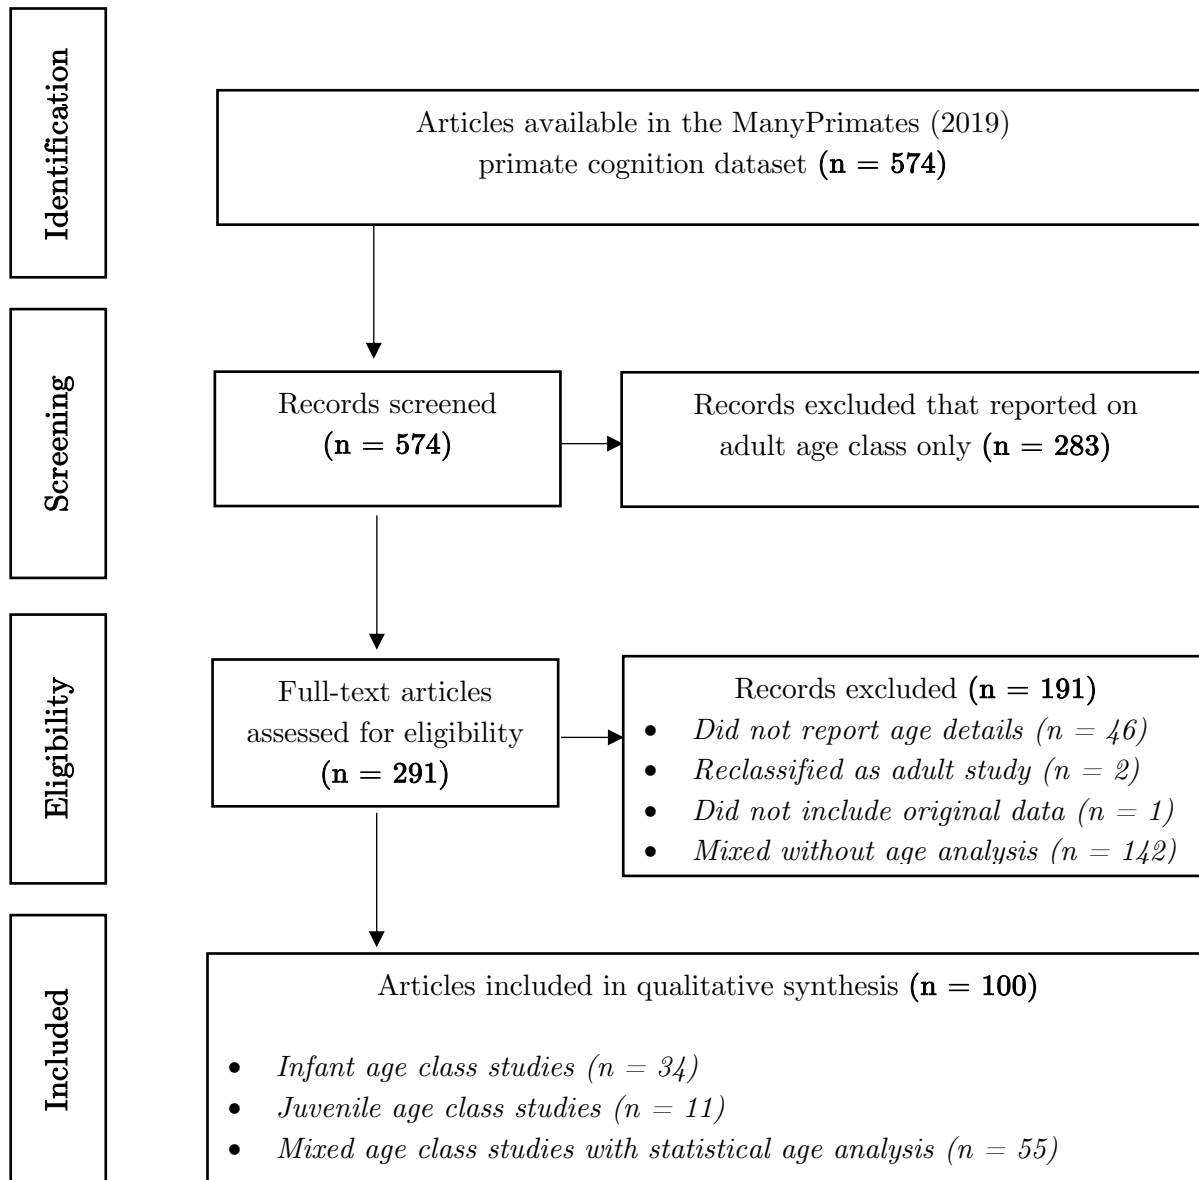 Identification
Articles available in the ManyPrimates (2019)
primate cognition dataset (n = 574)
Screening
Records screened
(n = 574)
Records excluded that reported on
adult age class only (n = 283)
Eligibility
Full-text articles
assessed for eligibility
(n = 291)
Records excluded (n = 191)
• Did not report age details (n = 46)
• Reclassified as adult study (n = 2)
• Did not include original data (n = 1)
• Mixed without age analysis (n = 142)
Included
Articles included in qualitative synthesis (n = 100)
• Infant age class studies (n = 34)
• Juvenile age class studies (n = 11)
• Mixed age class studies with statistical age analysis (n = 55)